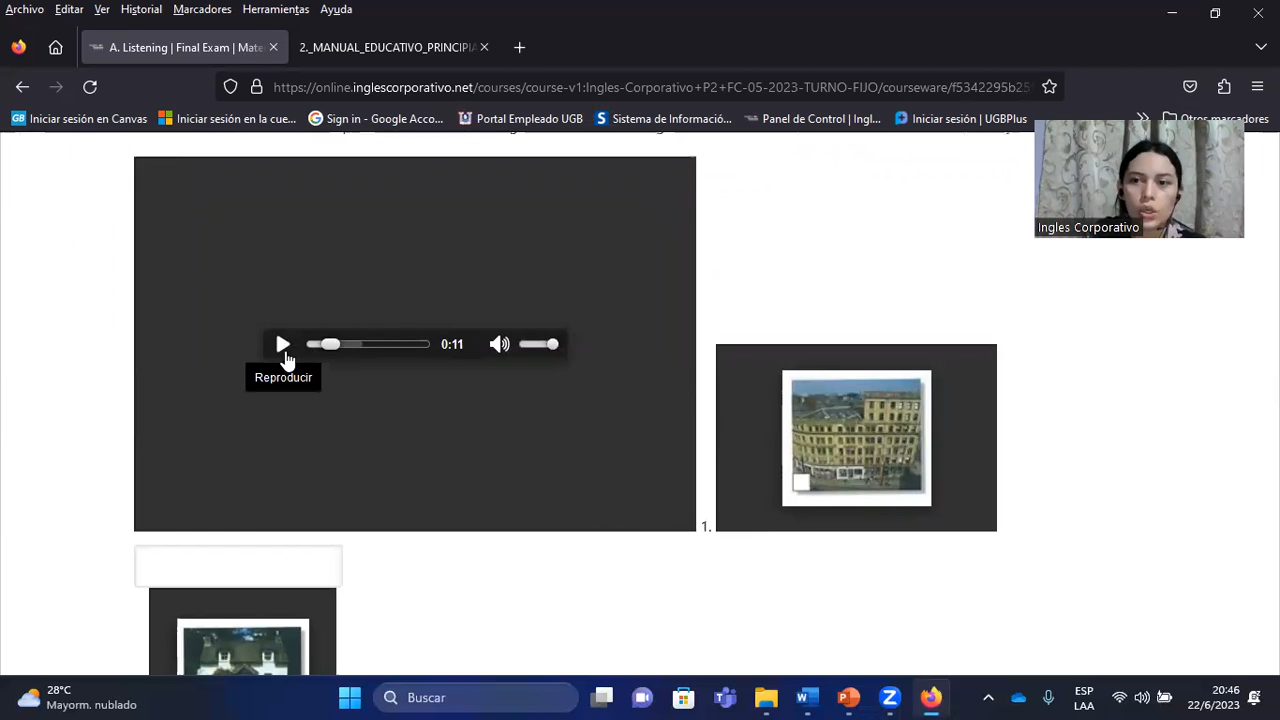 Archivo Editar Ver Historial Marcadores Herramientas Ayuda
A. Listening | Final Exam | Mate
2._MANUAL_EDUCATIVO_PRINCIPIA
https://online.inglescorporativo.net/courses/course-v1:Ingles-Corporativo+P2+FC-05-2023-TURNO-FIJO/courseware/f5342295b25
Iniciar sesión en Canvas
Iniciar sesión en la cue...
Sign in - Google Acco...
Portal Empleado UGB
Sistema de Informació...
Panel de Control | Ingl...
Iniciar sesión | UGBPlus
Otros marcadores
Ingles Corporativo
0:11
Reproducir
1.
28°C
Mayorm. nublado
Buscar
ESP
LAA
20:46
22/6/2023